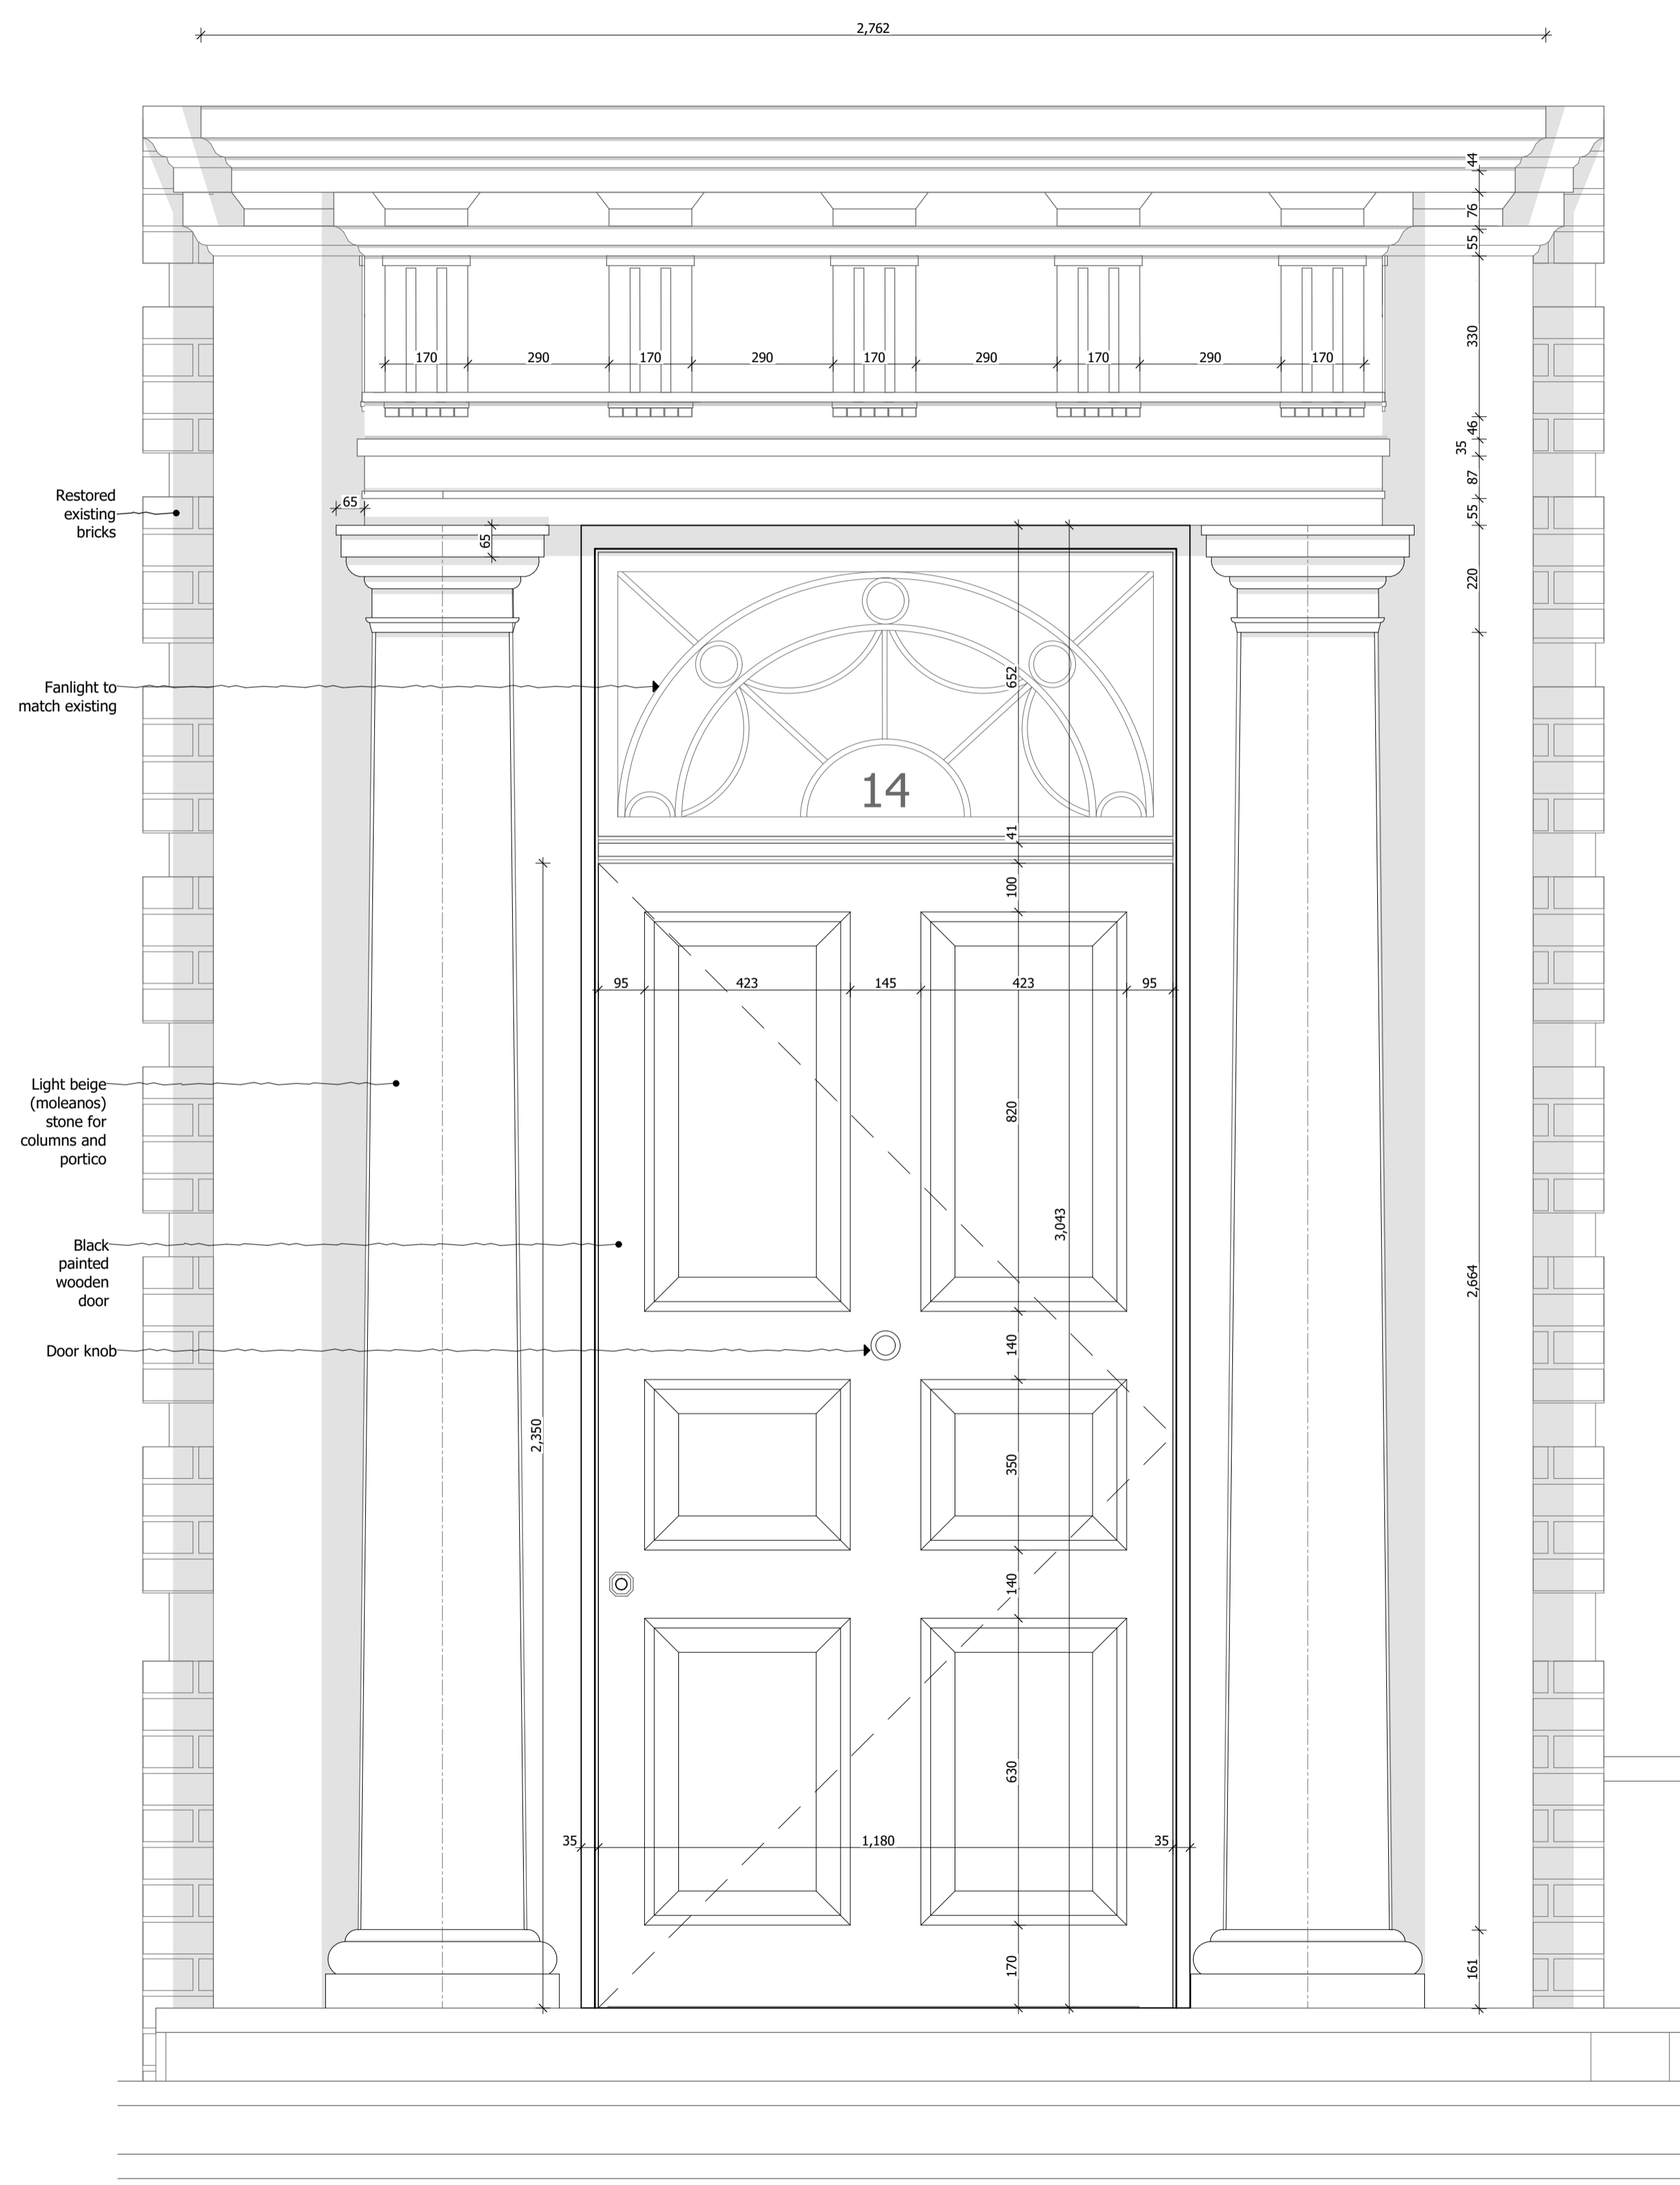 2,762
44
76
55
330
170
290
170
290
170
290
170
290
170
46
35
87
55
65
65
220
Restored
existing
bricks
Fanlight to
match existing
652
14
41
100
95
423
145
423
95
Light beige
(moleanos)
stone for
columns and
portico
820
3,043
Black
painted
wooden
door
2,664
Door knob
140
2,350
350
140
630
35
1,180
35
170
161